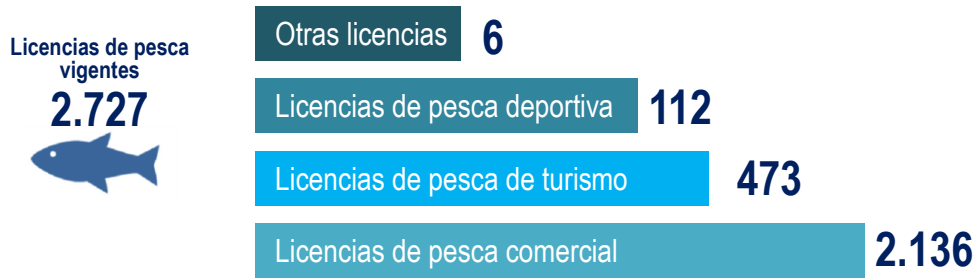 Licencias de pesca
vigentes
2.727
Otras licencias 6
Licencias de pesca deportiva 112
Licencias de pesca de turismo 473
Licencias de pesca comercial 2.136